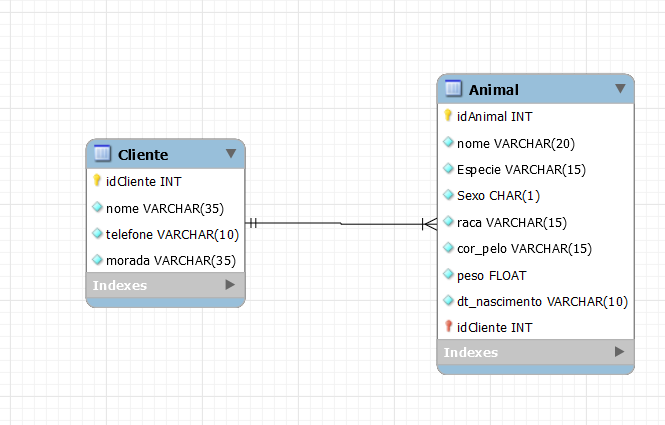 Cliente
idCliente INT
nome VARCHAR(35)
telefone VARCHAR(10)
morada VARCHAR(35)
Indexes
Animal
idAnimal INT
nome VARCHAR(20)
Especie VARCHAR(15)
Sexo CHAR(1)
raca VARCHAR(15)
cor_pelo VARCHAR(15)
peso FLOAT
dt_nascimento VARCHAR(10)
idCliente INT
Indexes